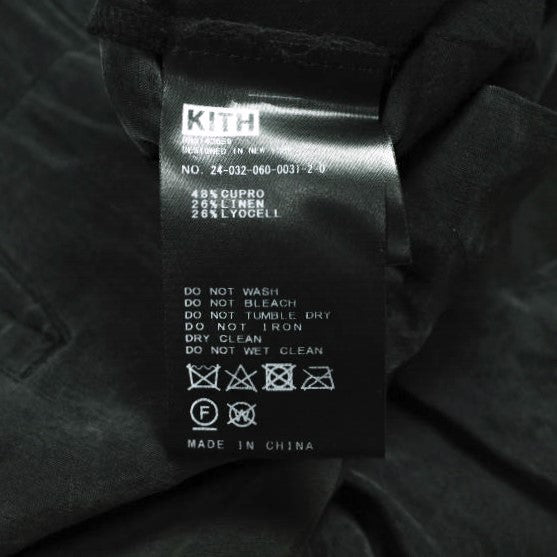 KITH
DESIGNED IN NEW
NO. 24-032-060-0031-2-0
48%CUPRO
26%LINEN
26%LYOCELL
DO NOT WASH
DO NOT BLEACH
DO NOT TUMBLE DRY
DO NOT IRON
DRY CLEAN
DO NOT WET CLEAN
F W
MADE IN CHINA